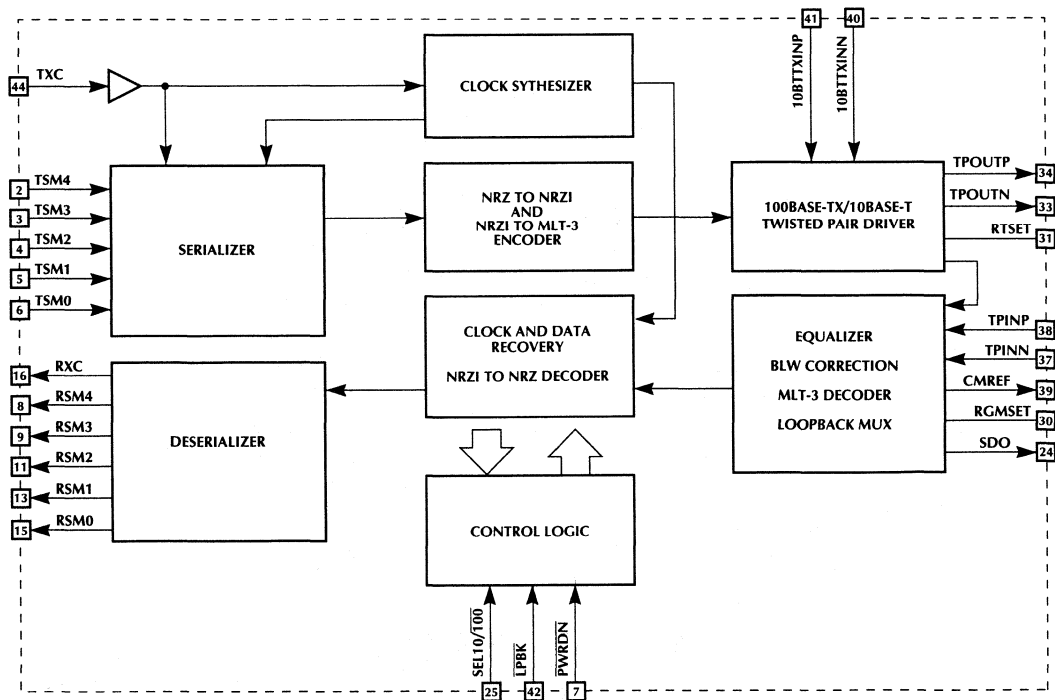 41
40
10BTTXINP
10BTTXINN
44
TXC
CLOCK SYTHESIZER
2
TSM4
3
TSM3
4
TSM2
5
TSM1
6
TSM0
SERIALIZER
NRZ TO NRZI
AND
NRZI TO MLT-3
ENCODER
100BASE-TX/10BASE-T
TWISTED PAIR DRIVER
TPOUTP
34
TPOUTN
33
RTSET
31
16
RXC
8
RSM4
9
RSM3
11
RSM2
13
RSM1
15
RSM0
DESERIALIZER
CLOCK AND DATA
RECOVERY
NRZI TO NRZ DECODER
EQUALIZER
BLW CORRECTION
MLT-3 DECODER
LOOPBACK MUX
TPINP
38
TPINN
37
CMREF
39
RGMSET
30
SDO
24
CONTROL LOGIC
SEL10/100
LPBK
PWRDN
25
42
7